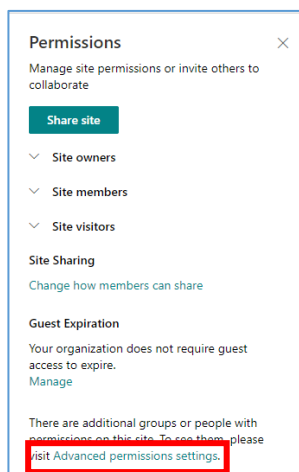 Permissions
Manage site permissions or invite others to
collaborate
Share site
Site owners
Site members
Site visitors
Site Sharing
Change how members can share
Guest Expiration
Your organization does not require guest
access to expire.
Manage
There are additional groups or people with
permissions on this site. To see them, please
visit Advanced permissions settings.